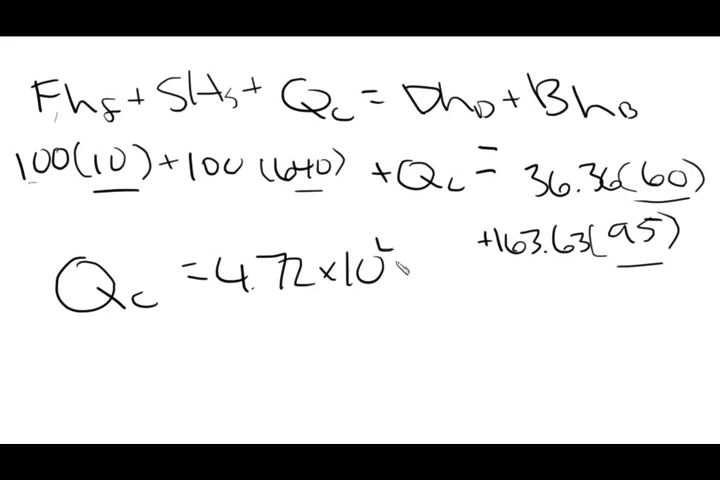 Fh_F + SH_S + Q_C = Dh_D + Bh_B
100(10) + 100(640) + Q_C = 36.36(60)
+163.63(95)
Q_C = 4.72×10^6